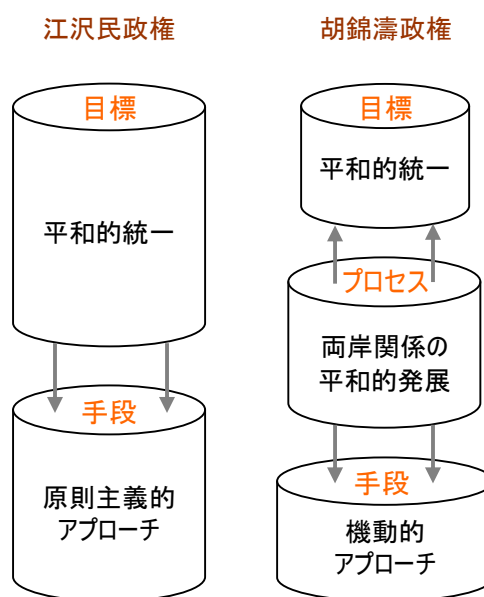 江沢民政権
目標
平和的統一
手段
原則主義的
アプローチ
胡錦濤政権
目標
平和的統一
プロセス
両岸関係の
平和的発展
手段
機動的
アプローチ